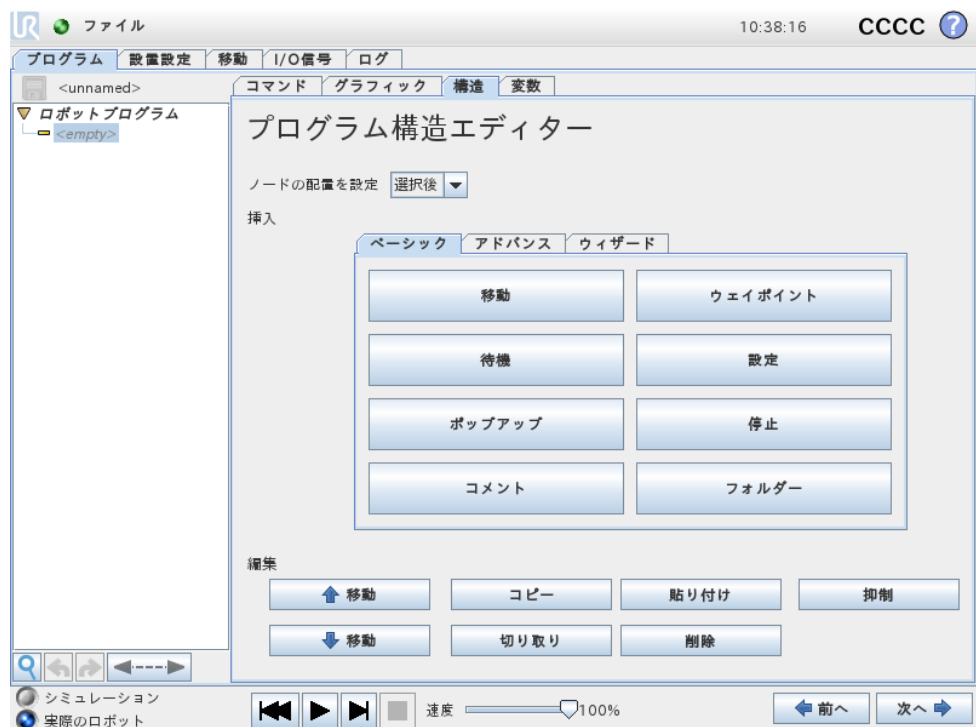 UR ファイル 10:38:16 CCCC ?
プログラム 設置設定 移動 I/O信号 ログ
<unnamed>
コマンド グラフィック 構造 変数
ロボットプログラム
<empty>
プログラム構造エディター
ノードの配置を設定 選択後
挿入
ベーシック アドバンス ウィザード
移動 ウェイポイント
待機 設定
ポップアップ 停止
コメント フォルダー
編集
移動 コピー 貼り付け 抑制
移動 切り取り 削除
シミュレーション
実際のロボット
速度 100%
前へ 次へ